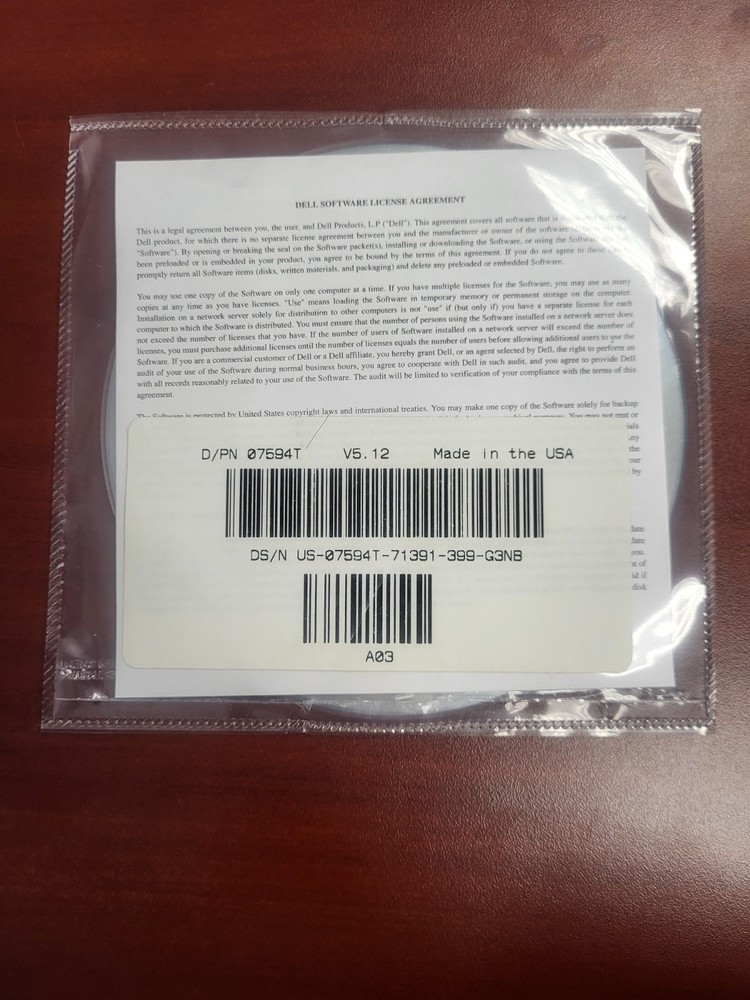 DELL SOFTWARE LICENSE AGREEMENT
This is a legal agreement between you, the user, and Dell Products, L.P ("Dell"). This agreement covers all software that is
Dell product, for which there is no separate license agreement between you and the manufacturer or owner of the software
"Software"). By opening or breaking the seal on the Software packet(s), installing or downloading the Software, or using the Software
been preloaded or is embedded in your product, you agree to be bound by the terms of this agreement. If you do not agree to these
promptly return all Software items (disks, written materials, and packaging) and delete any preloaded or embedded Software.
You may use one copy of the Software on only one computer at a time. If you have multiple licenses for the Software, you may use as many
copies at any time as you have licenses. "Use" means loading the Software in temporary memory or permanent storage on the computer.
Installation on a network server solely for distribution to other computers is not "use" if (but only if) you have a separate license for each
computer to which the Software is distributed. You must ensure that the number of persons using the Software installed on a network server does
not exceed the number of licenses that you have. If the number of users of Software installed on a network server will exceed the number of
licenses, you must purchase additional licenses until the number of licenses equals the number of users before allowing additional users to use the
Software. If you are a commercial customer of Dell or a Dell affiliate, you hereby grant Dell, or an agent selected by Dell, the right to perform an
audit of your use of the Software during normal business hours, you agree to cooperate with Dell in such audit, and you agree to provide Dell
with all records reasonably related to your use of the Software. The audit will be limited to verification of your compliance with the terms of this
agreement.
The Software is protected by United States copyright laws and international treaties. You may make one copy of the Software solely for backup
You may not rent or
the
by
D/PN 07594T V5.12 Made in the USA
DS/N US-07594T-71391-399-G3NB
you.
of
if
disk
A03